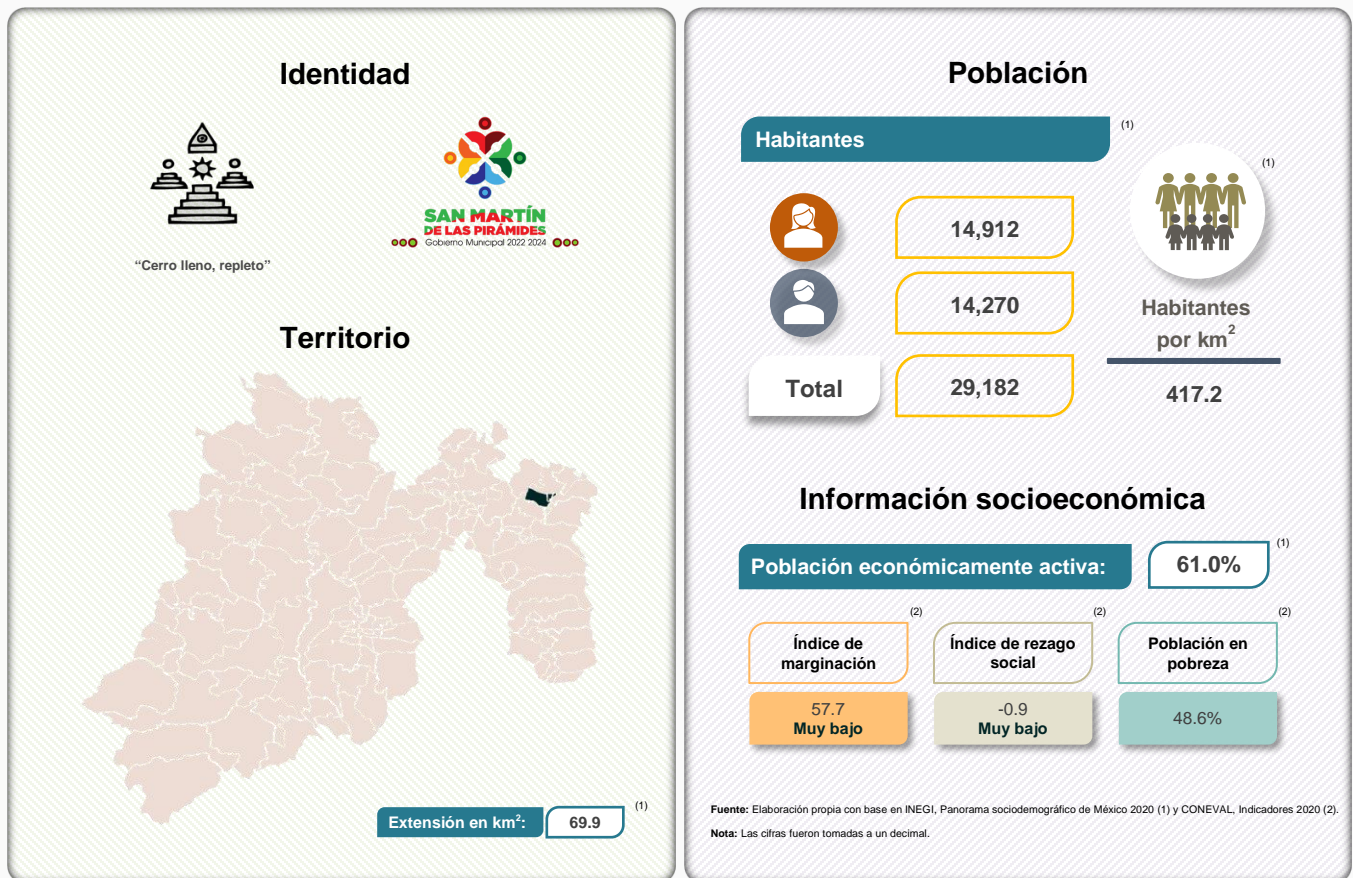 Identidad
“Cerro lleno, repleto”
SAN MARTÍN
DE LAS PIRÁMIDES
Gobierno Municipal 2022 2024
Territorio
Extensión en km²:
69.9
(1)
Población
Habitantes
(1)
14,912
14,270
Total
29,182
(1)
Habitantes
por km²
417.2
Información socioeconómica
Población económicamente activa:
61.0%
(1)
Índice de
marginación
(2)
57.7
Muy bajo
Índice de rezago
social
(2)
-0.9
Muy bajo
Población en
pobreza
(2)
48.6%
Fuente: Elaboración propia con base en INEGI, Panorama sociodemográfico de México 2020 (1) y CONEVAL, Indicadores 2020 (2).
Nota: Las cifras fueron tomadas a un decimal.